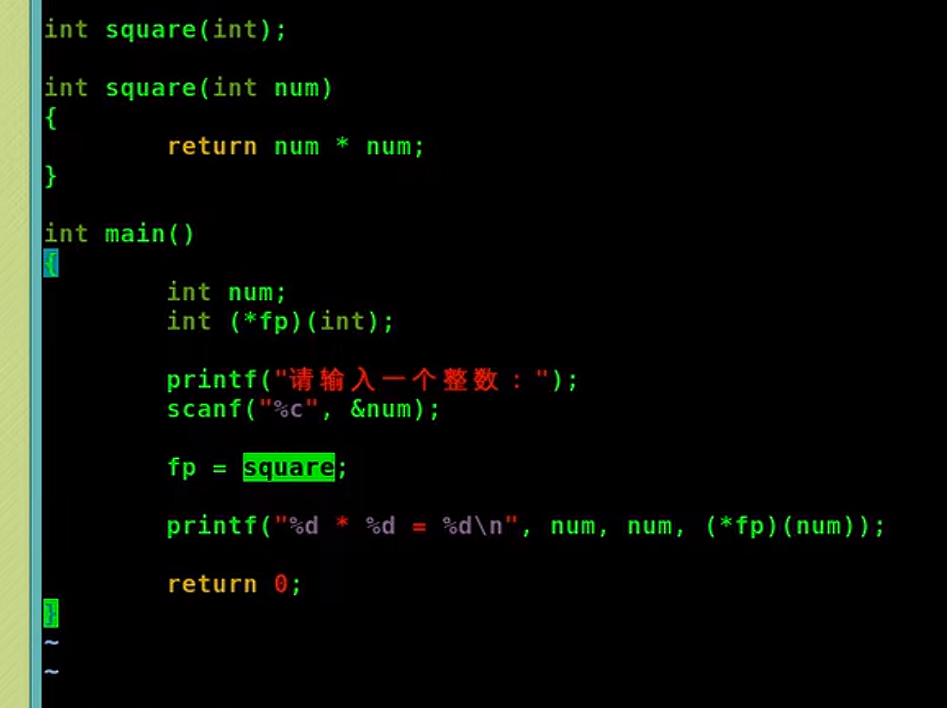 int square(int);
int square(int num)
{
return num * num;
}
int main()
{
int num;
int (*fp)(int);
printf("请输入一个整数：");
scanf("%c", &num);
fp = square;
printf("%d * %d = %d\n", num, num, (*fp)(num));
return 0;
}
~
~